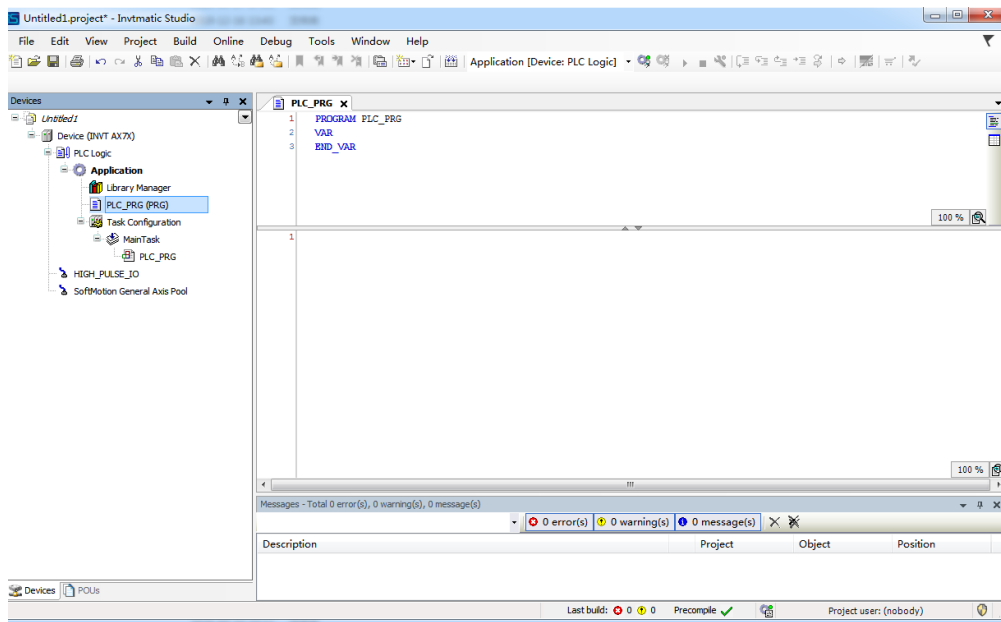 Untitled1.project* - Invtmatic Studio
File Edit View Project Build Online Debug Tools Window Help
Application [Device: PLC Logic]
Devices
Untitled1
Device (INVT AX7X)
PLC Logic
Application
Library Manager
PLC_PRG (PRG)
Task Configuration
MainTask
PLC_PRG
HIGH_PULSE_IO
SoftMotion General Axis Pool
Devices POUs
PLC_PRG
1 PROGRAM PLC_PRG
2 VAR
3 END_VAR
100 %
1
100 %
Messages - Total 0 error(s), 0 warning(s), 0 message(s)
0 error(s) 0 warning(s) 0 message(s)
Description Project Object Position
Last build: 0 0 Precompile Project user: (nobody)